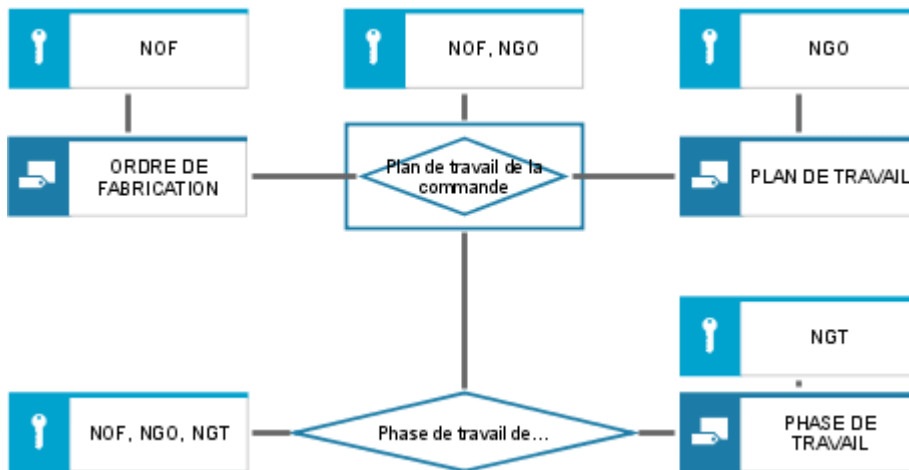 NOF
NOF, NGO
NGO
ORDRE DE
FABRICATION
Plan de travail de la
commande
PLAN DE TRAVAIL
NGT
NOF, NGO, NGT
Phase de travail de...
PHASE DE
TRAVAIL